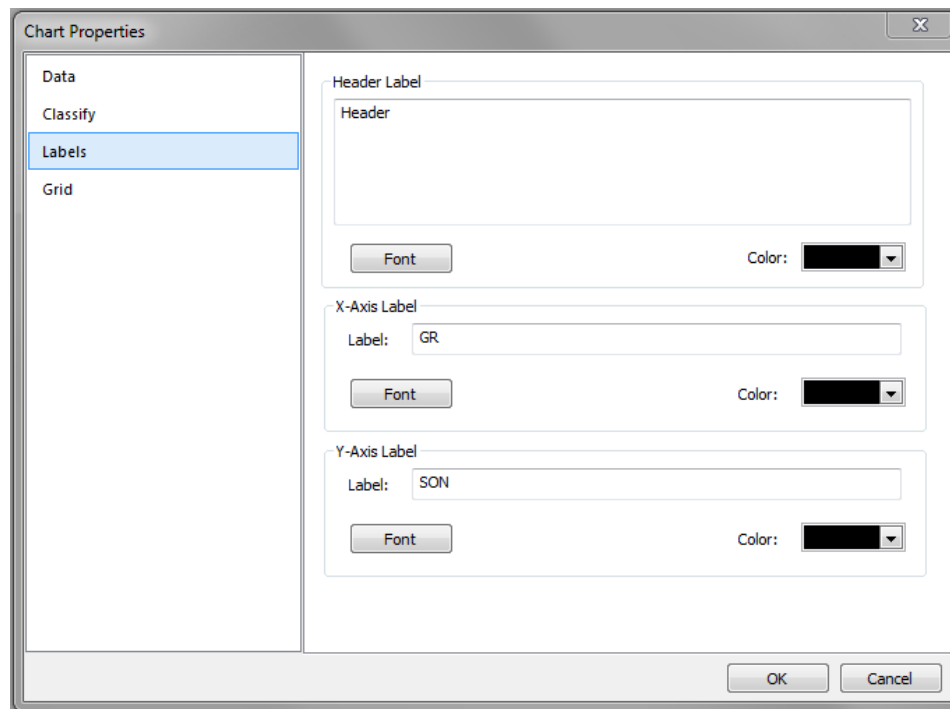 Chart Properties
Data
Classify
Labels
Grid
Header Label
Header
Font
Color:
X-Axis Label
Label: GR
Font
Color:
Y-Axis Label
Label: SON
Font
Color:
OK
Cancel